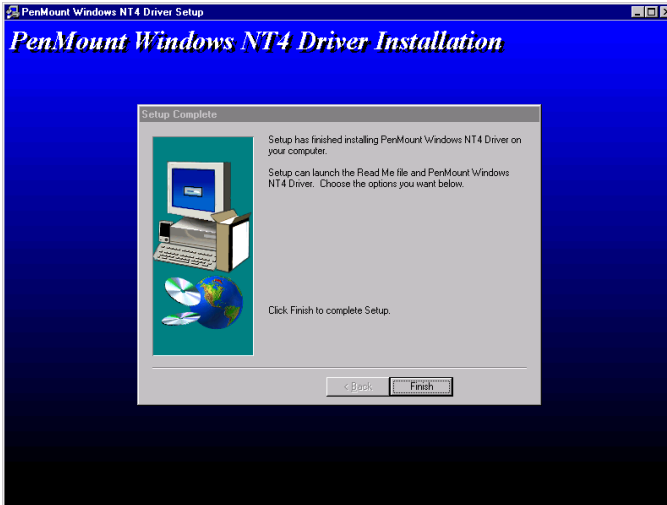 PenMount Windows NT4 Driver Setup
PenMount Windows NT4 Driver Installation
Setup Complete
Setup has finished installing PenMount Windows NT4 Driver on
your computer.
Setup can launch the Read Me file and PenMount Windows
NT4 Driver. Choose the options you want below.
Click Finish to complete Setup.
< Back
Finish